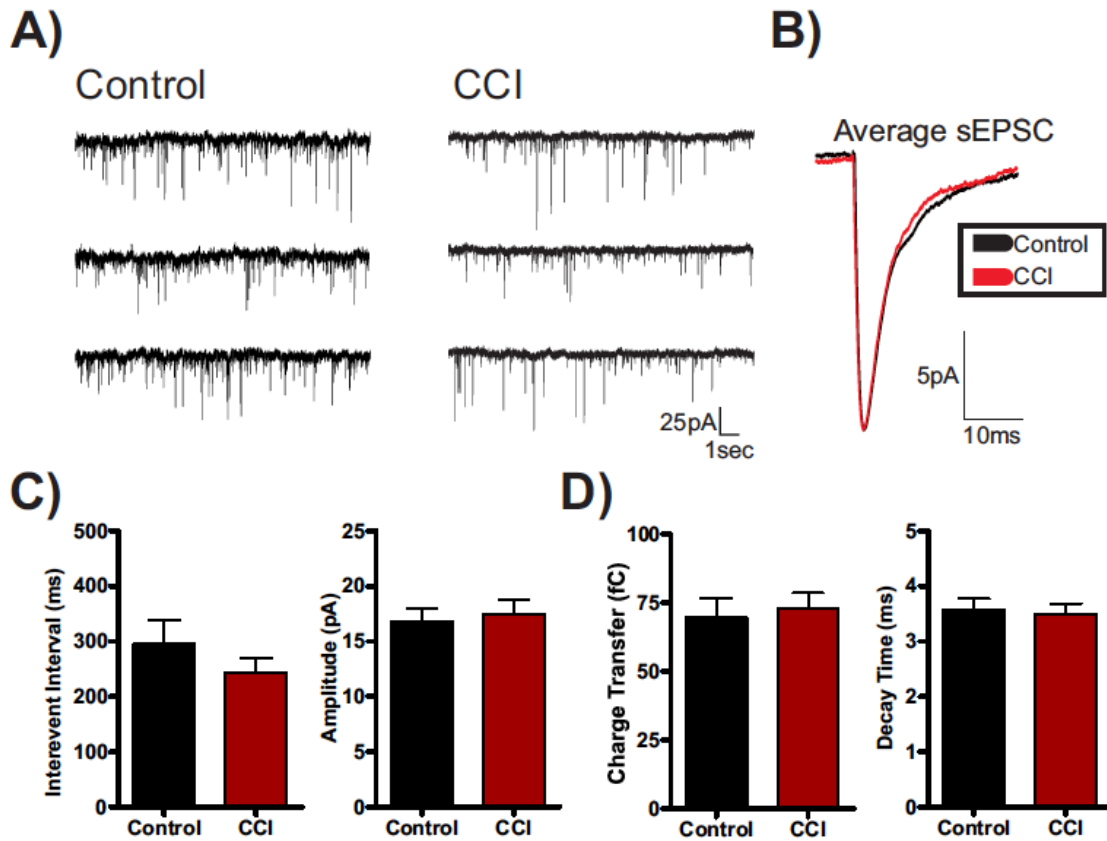 A)
Control
CCI
25pA
1sec
B)
Average sEPSC
Control
CCI
5pA
10ms
C)
Interevent Interval (ms)
500
400
300
200
100
0
Control CCI
Amplitude (pA)
25
20
15
10
5
0
Control CCI
D)
Charge Transfer (fC)
100
75
50
25
0
Control CCI
Decay Time (ms)
5
4
3
2
1
0
Control CCI